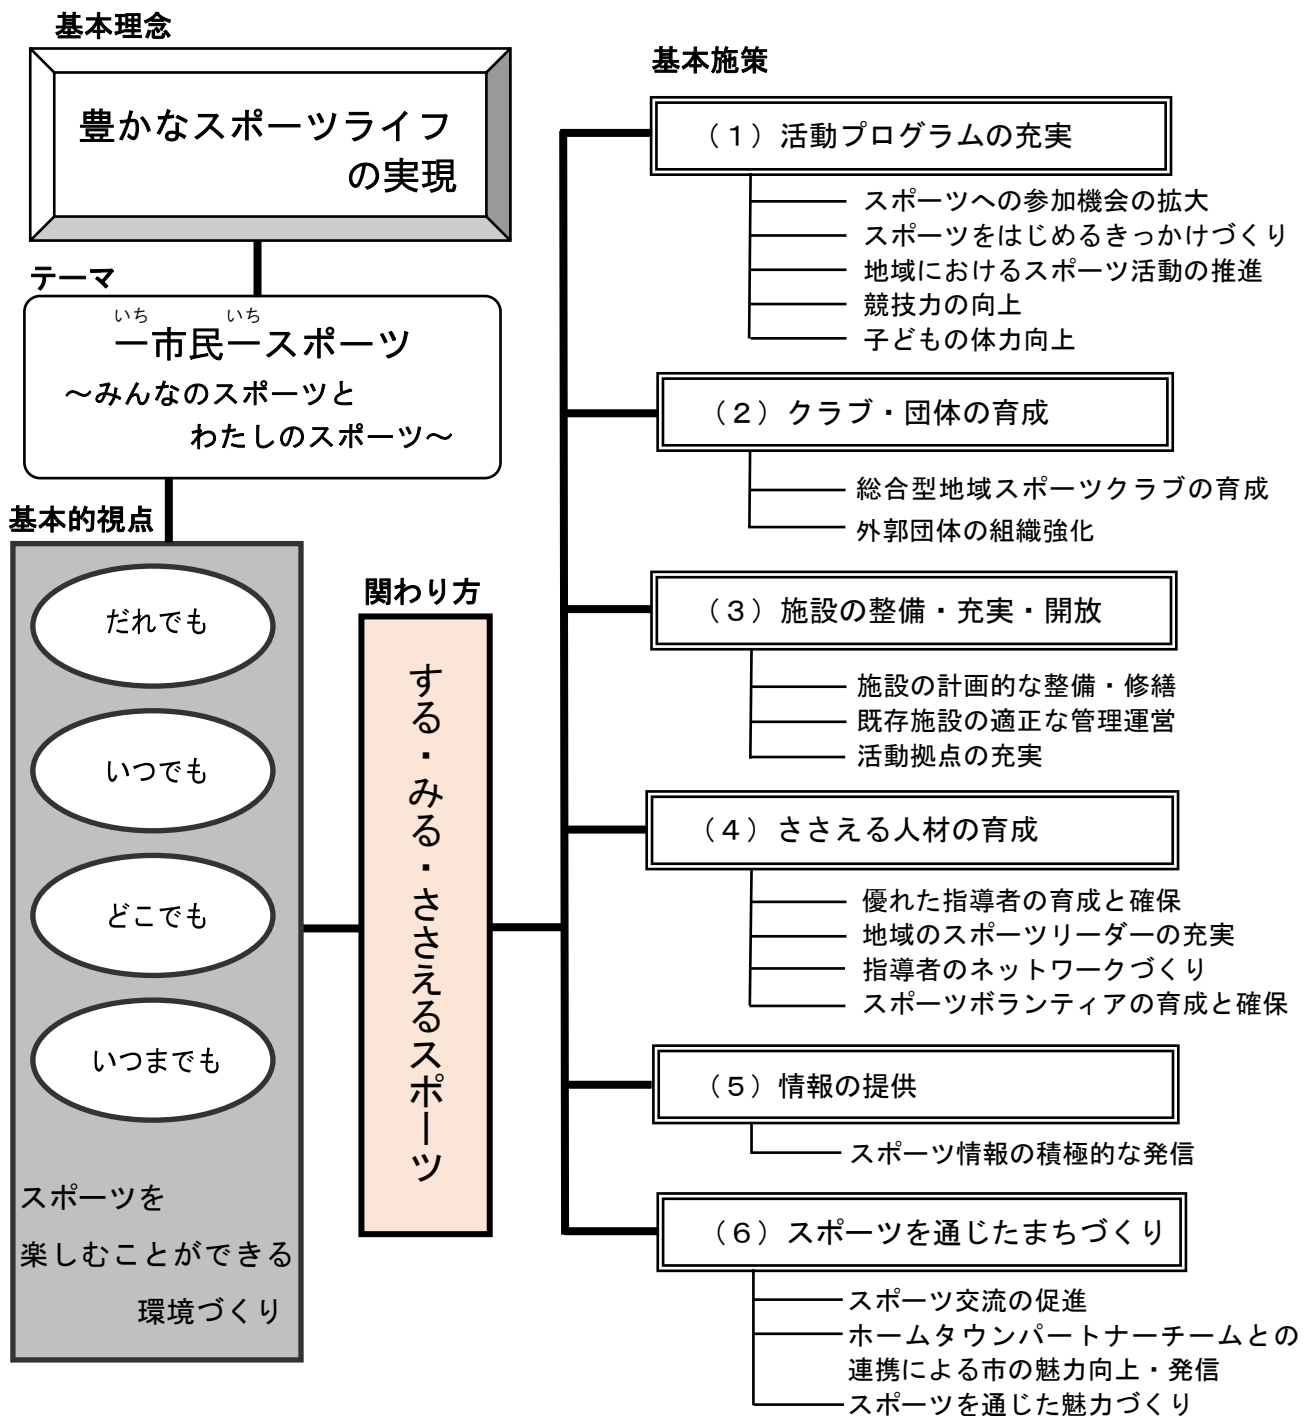 基本理念
豊かなスポーツライフ
の実現
テーマ
いち いち
一市民一スポーツ
～みんなのスポーツと
わたしのスポーツ～
基本的視点
だれでも
いつでも
どこでも
いつまでも
スポーツを
楽しむことができる
環境づくり
関わり方
する・みる・ささえるスポーツ
基本施策
（１）活動プログラムの充実
スポーツへの参加機会の拡大
スポーツをはじめるきっかけづくり
地域におけるスポーツ活動の推進
競技力の向上
子どもの体力向上
（２）クラブ・団体の育成
総合型地域スポーツクラブの育成
外郭団体の組織強化
（３）施設の整備・充実・開放
施設の計画的な整備・修繕
既存施設の適正な管理運営
活動拠点の充実
（４）ささえる人材の育成
優れた指導者の育成と確保
地域のスポーツリーダーの充実
指導者のネットワークづくり
スポーツボランティアの育成と確保
（５）情報の提供
スポーツ情報の積極的な発信
（６）スポーツを通じたまちづくり
スポーツ交流の促進
ホームタウンパートナーチームとの
連携による市の魅力向上・発信
スポーツを通じた魅力づくり